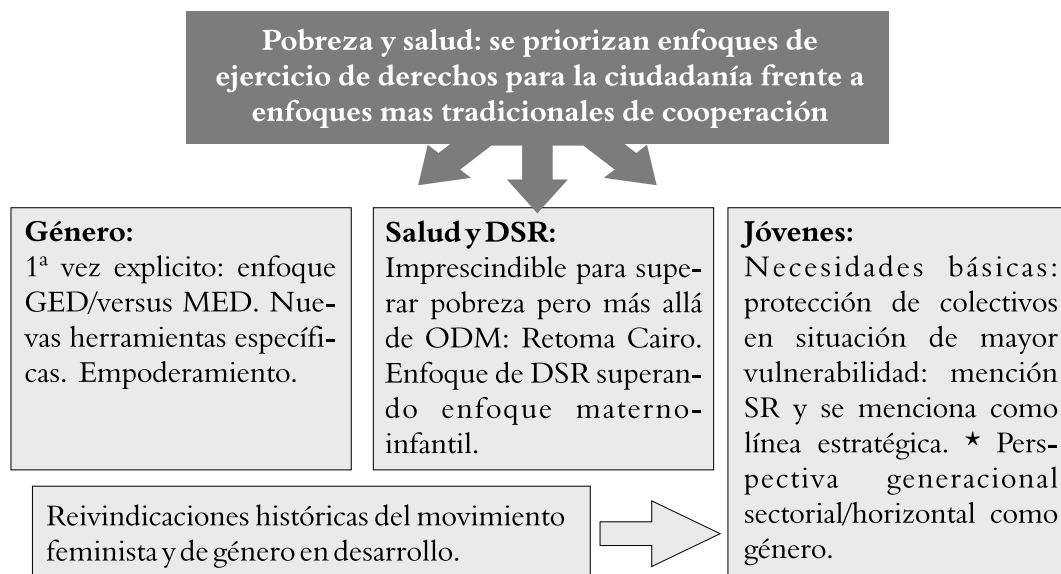 Pobreza y salud: se priorizan enfoques de
ejercicio de derechos para la ciudadanía frente a
enfoques mas tradicionales de cooperación
Género:
1ª vez explicito: enfoque
GED/versus MED. Nue-
vas herramientas específi-
cas. Empoderamiento.
Salud y DSR:
Imprescindible para supe-
rar pobreza pero más allá
de ODM: Retoma Cairo.
Enfoque de DSR superan-
do enfoque materno-
infantil.
Jóvenes:
Necesidades básicas:
protección de colectivos
en situación de mayor
vulnerabilidad: mención
SR y se menciona como
línea estratégica. ★ Pers-
pectiva generacional
sectorial/horizontal como
género.
Reivindicaciones históricas del movimiento
feminista y de género en desarrollo.